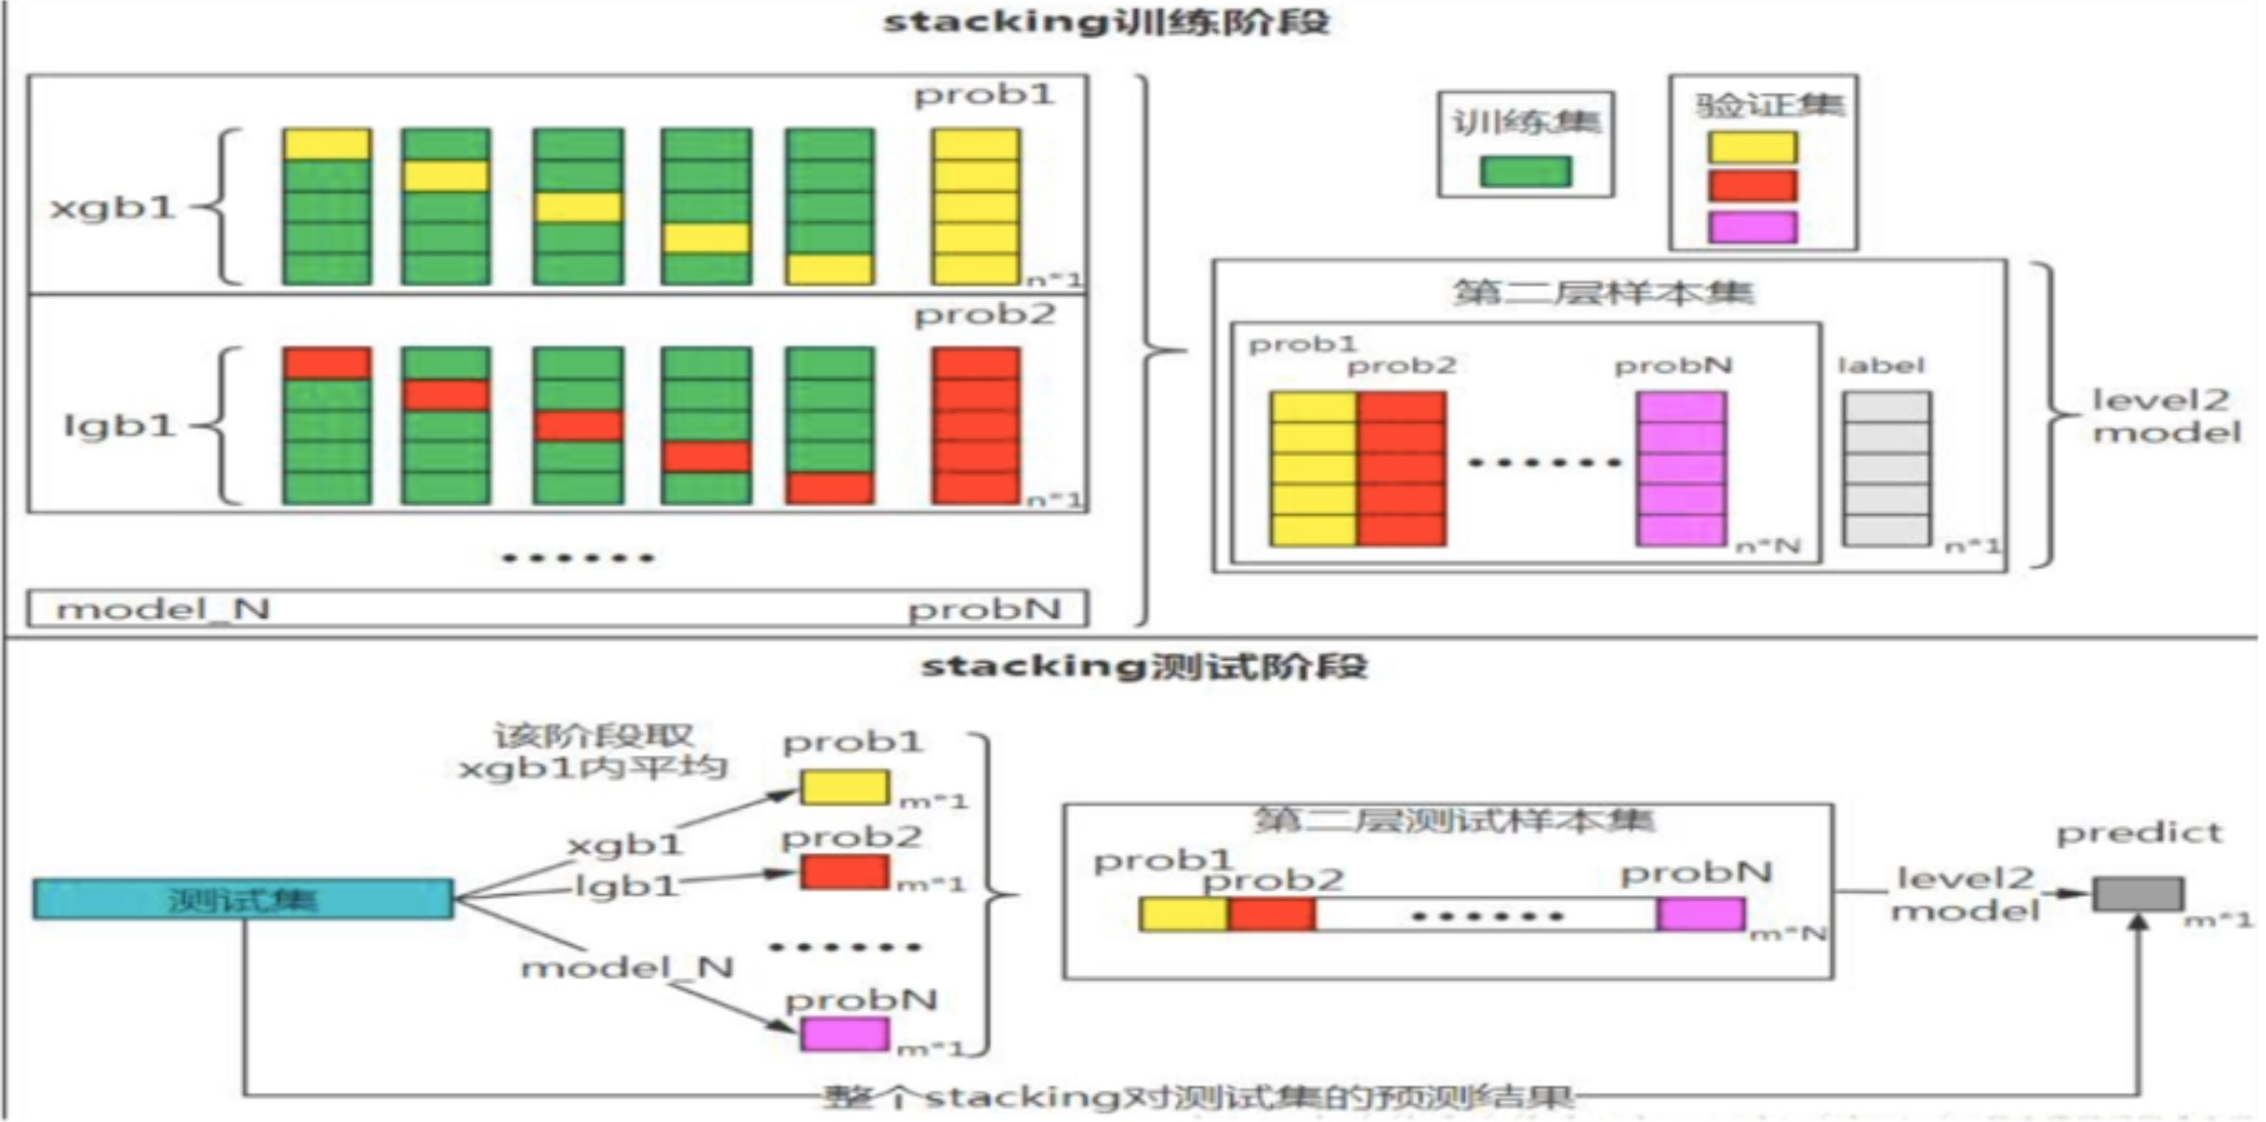 stacking训练阶段
prob1
xgb1
n*1
prob2
lgb1
n*1
......
model_N
probN
训练集
验证集
第二层样本集
prob1
prob2
probN
label
......
n*N
n*1
level2
model
stacking测试阶段
该阶段取
xgb1内平均
prob1
m*1
xgb1
prob2
m*1
lgb1
测试集
......
model_N
probN
m*1
第二层测试样本集
prob1
prob2
probN
......
m*N
level2
model
predict
m*1
整个stacking对测试集的预测结果